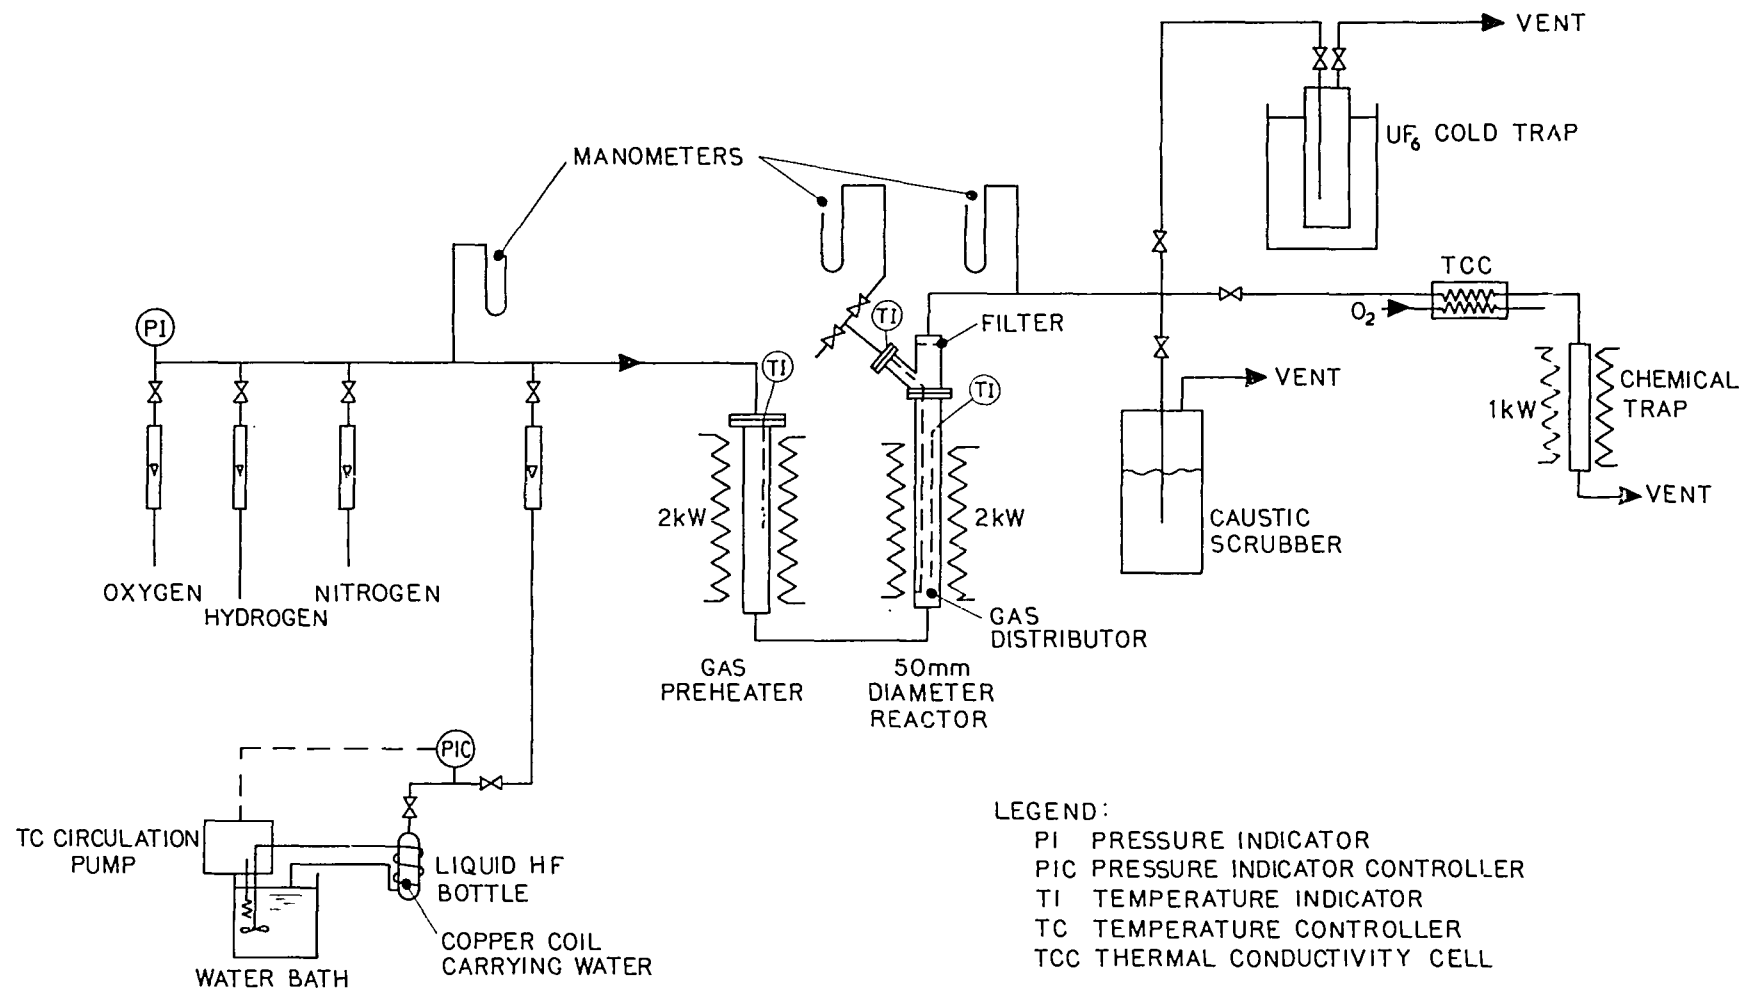 VENT
UF6 COLD TRAP
MANOMETERS
TCC
PI
TI
FILTER
O2
TI
TI
VENT
CHEMICAL
TRAP
1kW
VENT
2kW
2kW
CAUSTIC
SCRUBBER
OXYGEN
NITROGEN
HYDROGEN
GAS
DISTRIBUTOR
GAS
PREHEATER
50mm
DIAMETER
REACTOR
PIC
TC CIRCULATION
PUMP
LIQUID HF
BOTTLE
COPPER COIL
CARRYING WATER
WATER BATH
LEGEND:
PI PRESSURE INDICATOR
PIC PRESSURE INDICATOR CONTROLLER
TI TEMPERATURE INDICATOR
TC TEMPERATURE CONTROLLER
TCC THERMAL CONDUCTIVITY CELL